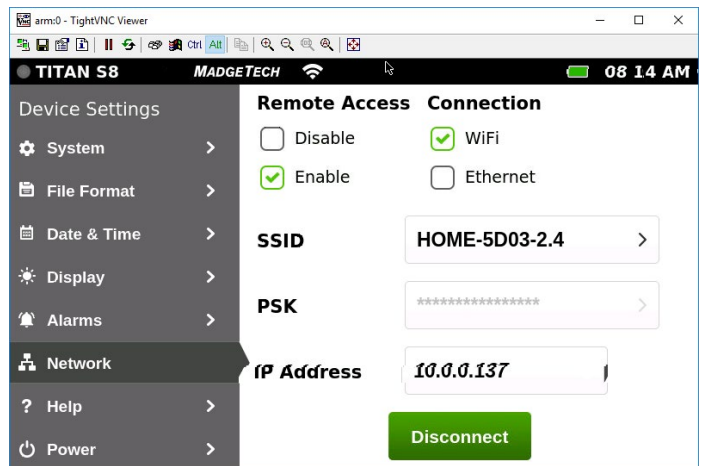 arm:0 - TightVNC Viewer
Ctrl Alt
TITAN S8 MADGETECH 08 14 AM
Device Settings
System
File Format
Date & Time
Display
Alarms
Network
Help
Power
Remote Access Connection
Disable WiFi
Enable Ethernet
SSID HOME-5D03-2.4
PSK ****************
IP Address 10.0.0.137
Disconnect